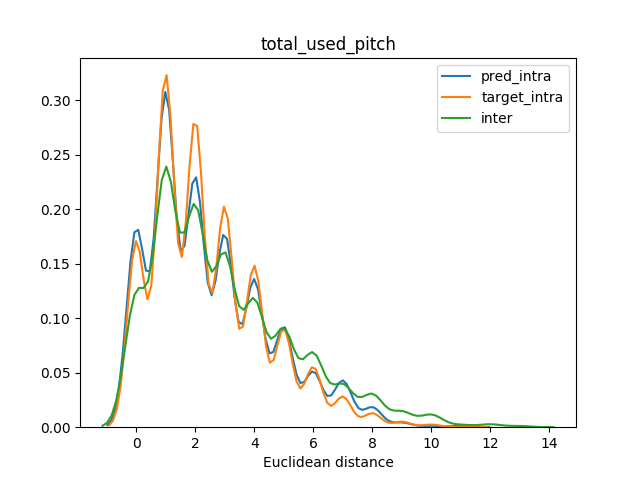 total_used_pitch
pred_intra
target_intra
inter
0.30
0.25
0.20
0.15
0.10
0.05
0.00
0 2 4 6 8 10 12 14
Euclidean distance